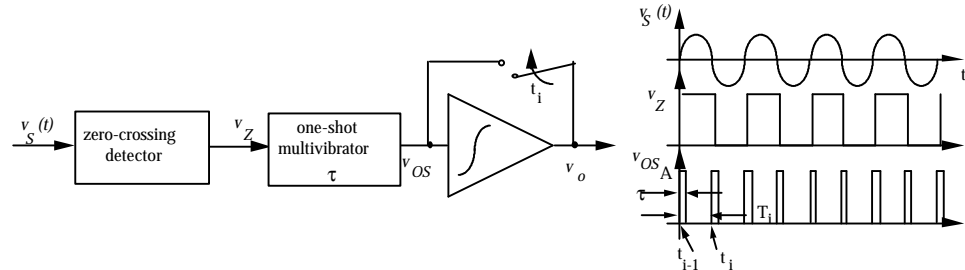 v_S (t)
zero-crossing
detector
v_Z
one-shot
multivibrator
τ
v_OS
t_i
v_o
v_S (t)
t
v_Z
v_OS
A
τ
T_i
t_i-1
t_i